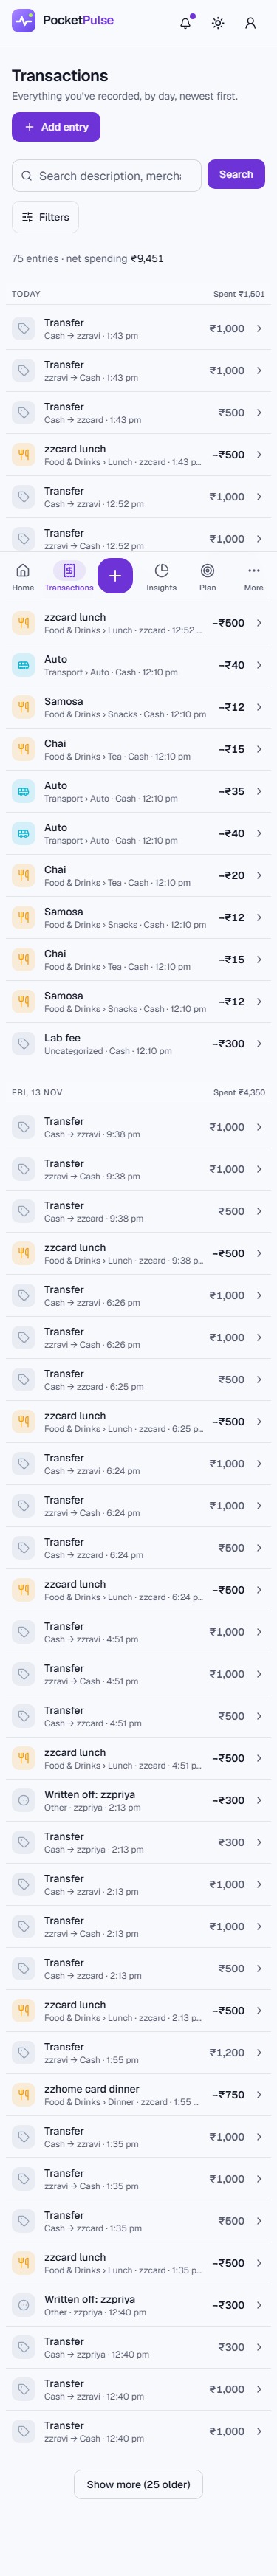 PocketPulse
Transactions
Everything you've recorded, by day, newest first.
Add entry
Search description, mercha
Search
Filters
75 entries · net spending ₹9,451
TODAY Spent ₹1,501
Transfer ₹1,000
Cash → zzravi · 1:43 pm
Transfer ₹1,000
zzravi → Cash · 1:43 pm
Transfer ₹500
Cash → zzcard · 1:43 pm
zzcard lunch −₹500
Food & Drinks › Lunch · zzcard · 1:43 p...
Transfer ₹1,000
Cash → zzravi · 12:52 pm
Transfer ₹1,000
zzravi → Cash · 12:52 pm
Home Transactions Insights Plan More
zzcard lunch −₹500
Food & Drinks › Lunch · zzcard · 12:52 ...
Auto −₹40
Transport › Auto · Cash · 12:10 pm
Samosa −₹12
Food & Drinks › Snacks · Cash · 12:10 pm
Chai −₹15
Food & Drinks › Tea · Cash · 12:10 pm
Auto −₹35
Transport › Auto · Cash · 12:10 pm
Auto −₹40
Transport › Auto · Cash · 12:10 pm
Chai −₹20
Food & Drinks › Tea · Cash · 12:10 pm
Samosa −₹12
Food & Drinks › Snacks · Cash · 12:10 pm
Chai −₹15
Food & Drinks › Tea · Cash · 12:10 pm
Samosa −₹12
Food & Drinks › Snacks · Cash · 12:10 pm
Lab fee −₹300
Uncategorized · Cash · 12:10 pm
FRI, 13 NOV Spent ₹4,350
Transfer ₹1,000
Cash → zzravi · 9:38 pm
Transfer ₹1,000
zzravi → Cash · 9:38 pm
Transfer ₹500
Cash → zzcard · 9:38 pm
zzcard lunch −₹500
Food & Drinks › Lunch · zzcard · 9:38 p...
Transfer ₹1,000
Cash → zzravi · 6:26 pm
Transfer ₹1,000
zzravi → Cash · 6:26 pm
Transfer ₹500
Cash → zzcard · 6:25 pm
zzcard lunch −₹500
Food & Drinks › Lunch · zzcard · 6:25 p...
Transfer ₹1,000
Cash → zzravi · 6:24 pm
Transfer ₹1,000
zzravi → Cash · 6:24 pm
Transfer ₹500
Cash → zzcard · 6:24 pm
zzcard lunch −₹500
Food & Drinks › Lunch · zzcard · 6:24 p...
Transfer ₹1,000
Cash → zzravi · 4:51 pm
Transfer ₹1,000
zzravi → Cash · 4:51 pm
Transfer ₹500
Cash → zzcard · 4:51 pm
zzcard lunch −₹500
Food & Drinks › Lunch · zzcard · 4:51 p...
Written off: zzpriya −₹300
Other · zzpriya · 2:13 pm
Transfer ₹300
Cash → zzpriya · 2:13 pm
Transfer ₹1,000
zzravi → Cash · 2:13 pm
Transfer ₹1,000
zzravi → Cash · 2:13 pm
Transfer ₹500
Cash → zzcard · 2:13 pm
zzcard lunch −₹500
Food & Drinks › Lunch · zzcard · 2:13 p...
Transfer ₹1,200
zzravi → Cash · 1:55 pm
zzhome card dinner −₹750
Food & Drinks › Dinner · zzcard · 1:55 ...
Transfer ₹1,000
Cash → zzravi · 1:35 pm
Transfer ₹1,000
zzravi → Cash · 1:35 pm
Transfer ₹500
Cash → zzcard · 1:35 pm
zzcard lunch −₹500
Food & Drinks › Lunch · zzcard · 1:35 p...
Written off: zzpriya −₹300
Other · zzpriya · 12:40 pm
Transfer ₹300
Cash → zzpriya · 12:40 pm
Transfer ₹1,000
Cash → zzravi · 12:40 pm
Transfer ₹1,000
zzravi → Cash · 12:40 pm
Show more (25 older)